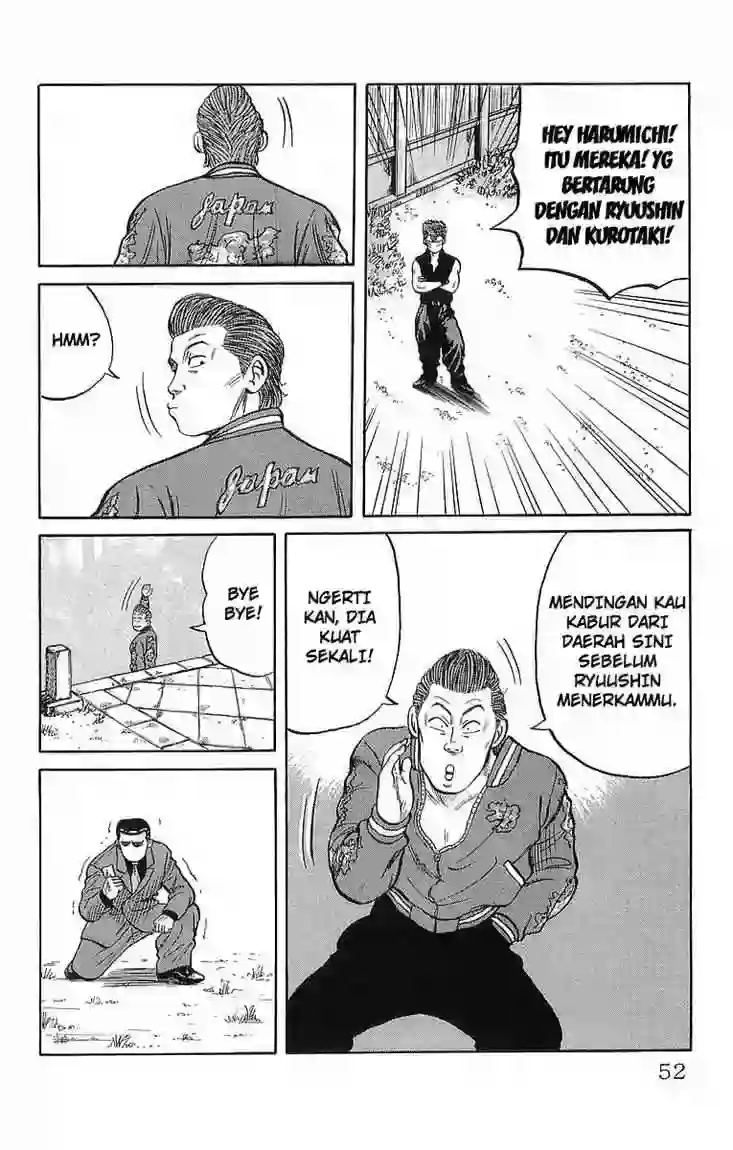 HEY HARUMICHI!
ITU MEREKA! YG
BERTARUNG
DENGAN RYUUSHIN
DAN KUROTAKI!
Japan
HMM?
Japan
MENDINGAN KAU
KABUR DARI
DAERAH SINI
SEBELUM
RYUUSHIN
MENERKAMMU.
NGERTI
KAN, DIA
KUAT
SEKALI!
BYE
BYE!
52